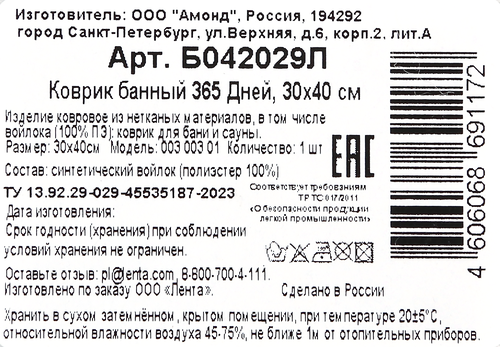 Изготовитель: ООО "Амонд", Россия, 194292
город Санкт-Петербург, ул.Верхняя, д.6, корп.2, лит.А
Арт. Б042029Л
Коврик банный 365 Дней, 30х40 см
Изделие ковровое из нетканых материалов, в том числе
войлока (100% ПЭ): коврик для бани и сауны.
Размер: 30х40см Модель: 003 003 01 Количество: 1 шт
Состав: синтетический войлок (полиэстер 100%)
ЕАС
ТУ 13.92.29-029-45535187-2023
Соответствует требованиям
ТР ТС 017/2011
«О безопасности продукции
легкой промышленности»
Дата изготовления:
Срок годности (хранения) при соблюдении
условий хранения не ограничен.
Оставьте отзыв: pl@lenta.com, 8-800-700-4-111.
Изготовлено по заказу ООО «Лента».
Сделано в России
Хранить в сухом затемнённом, крытом помещении, при температуре 20±5°С,
относительной влажности воздуха 45-75%, не ближе 1м от отопительных приборов.
4 606068 691172